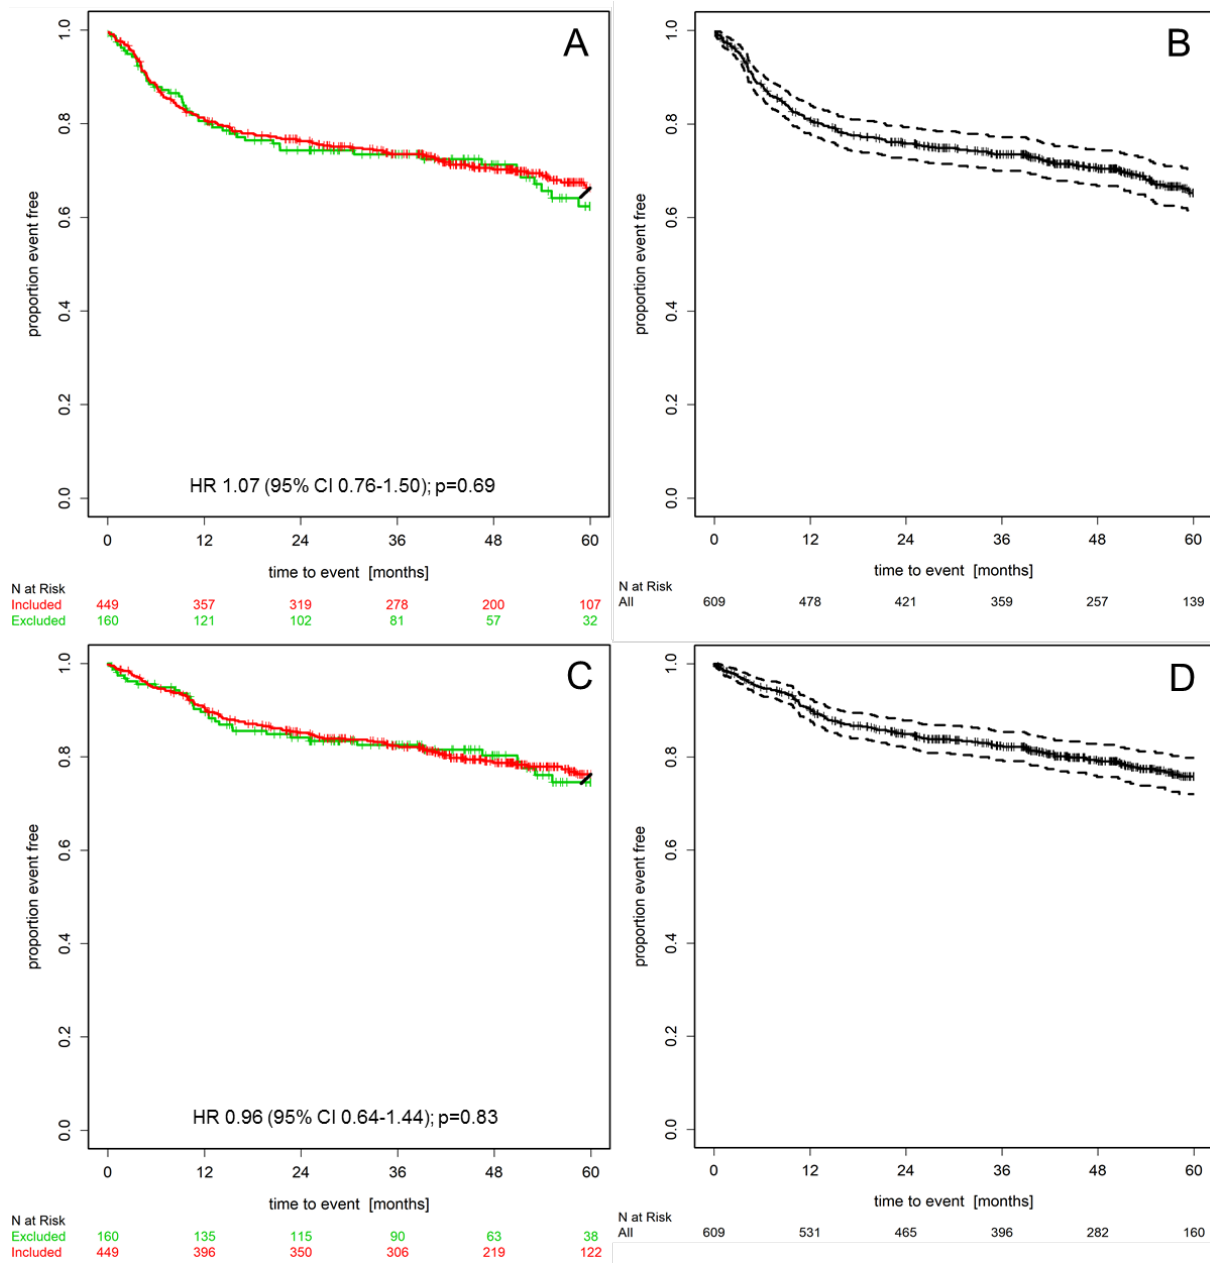 A
proportion event free
1.0
0.8
0.6
0.4
0.2
0.0
HR 1.07 (95% CI 0.76-1.50); p=0.69
0 12 24 36 48 60
time to event [months]
N at Risk
Included 449 357 319 278 200 107
Excluded 160 121 102 81 57 32
B
proportion event free
1.0
0.8
0.6
0.4
0.2
0.0
0 12 24 36 48 60
time to event [months]
N at Risk
All 609 478 421 359 257 139
C
proportion event free
1.0
0.8
0.6
0.4
0.2
0.0
HR 0.96 (95% CI 0.64-1.44); p=0.83
0 12 24 36 48 60
time to event [months]
N at Risk
Excluded 160 135 115 90 63 38
Included 449 396 350 306 219 122
D
proportion event free
1.0
0.8
0.6
0.4
0.2
0.0
0 12 24 36 48 60
time to event [months]
N at Risk
All 609 531 465 396 282 160